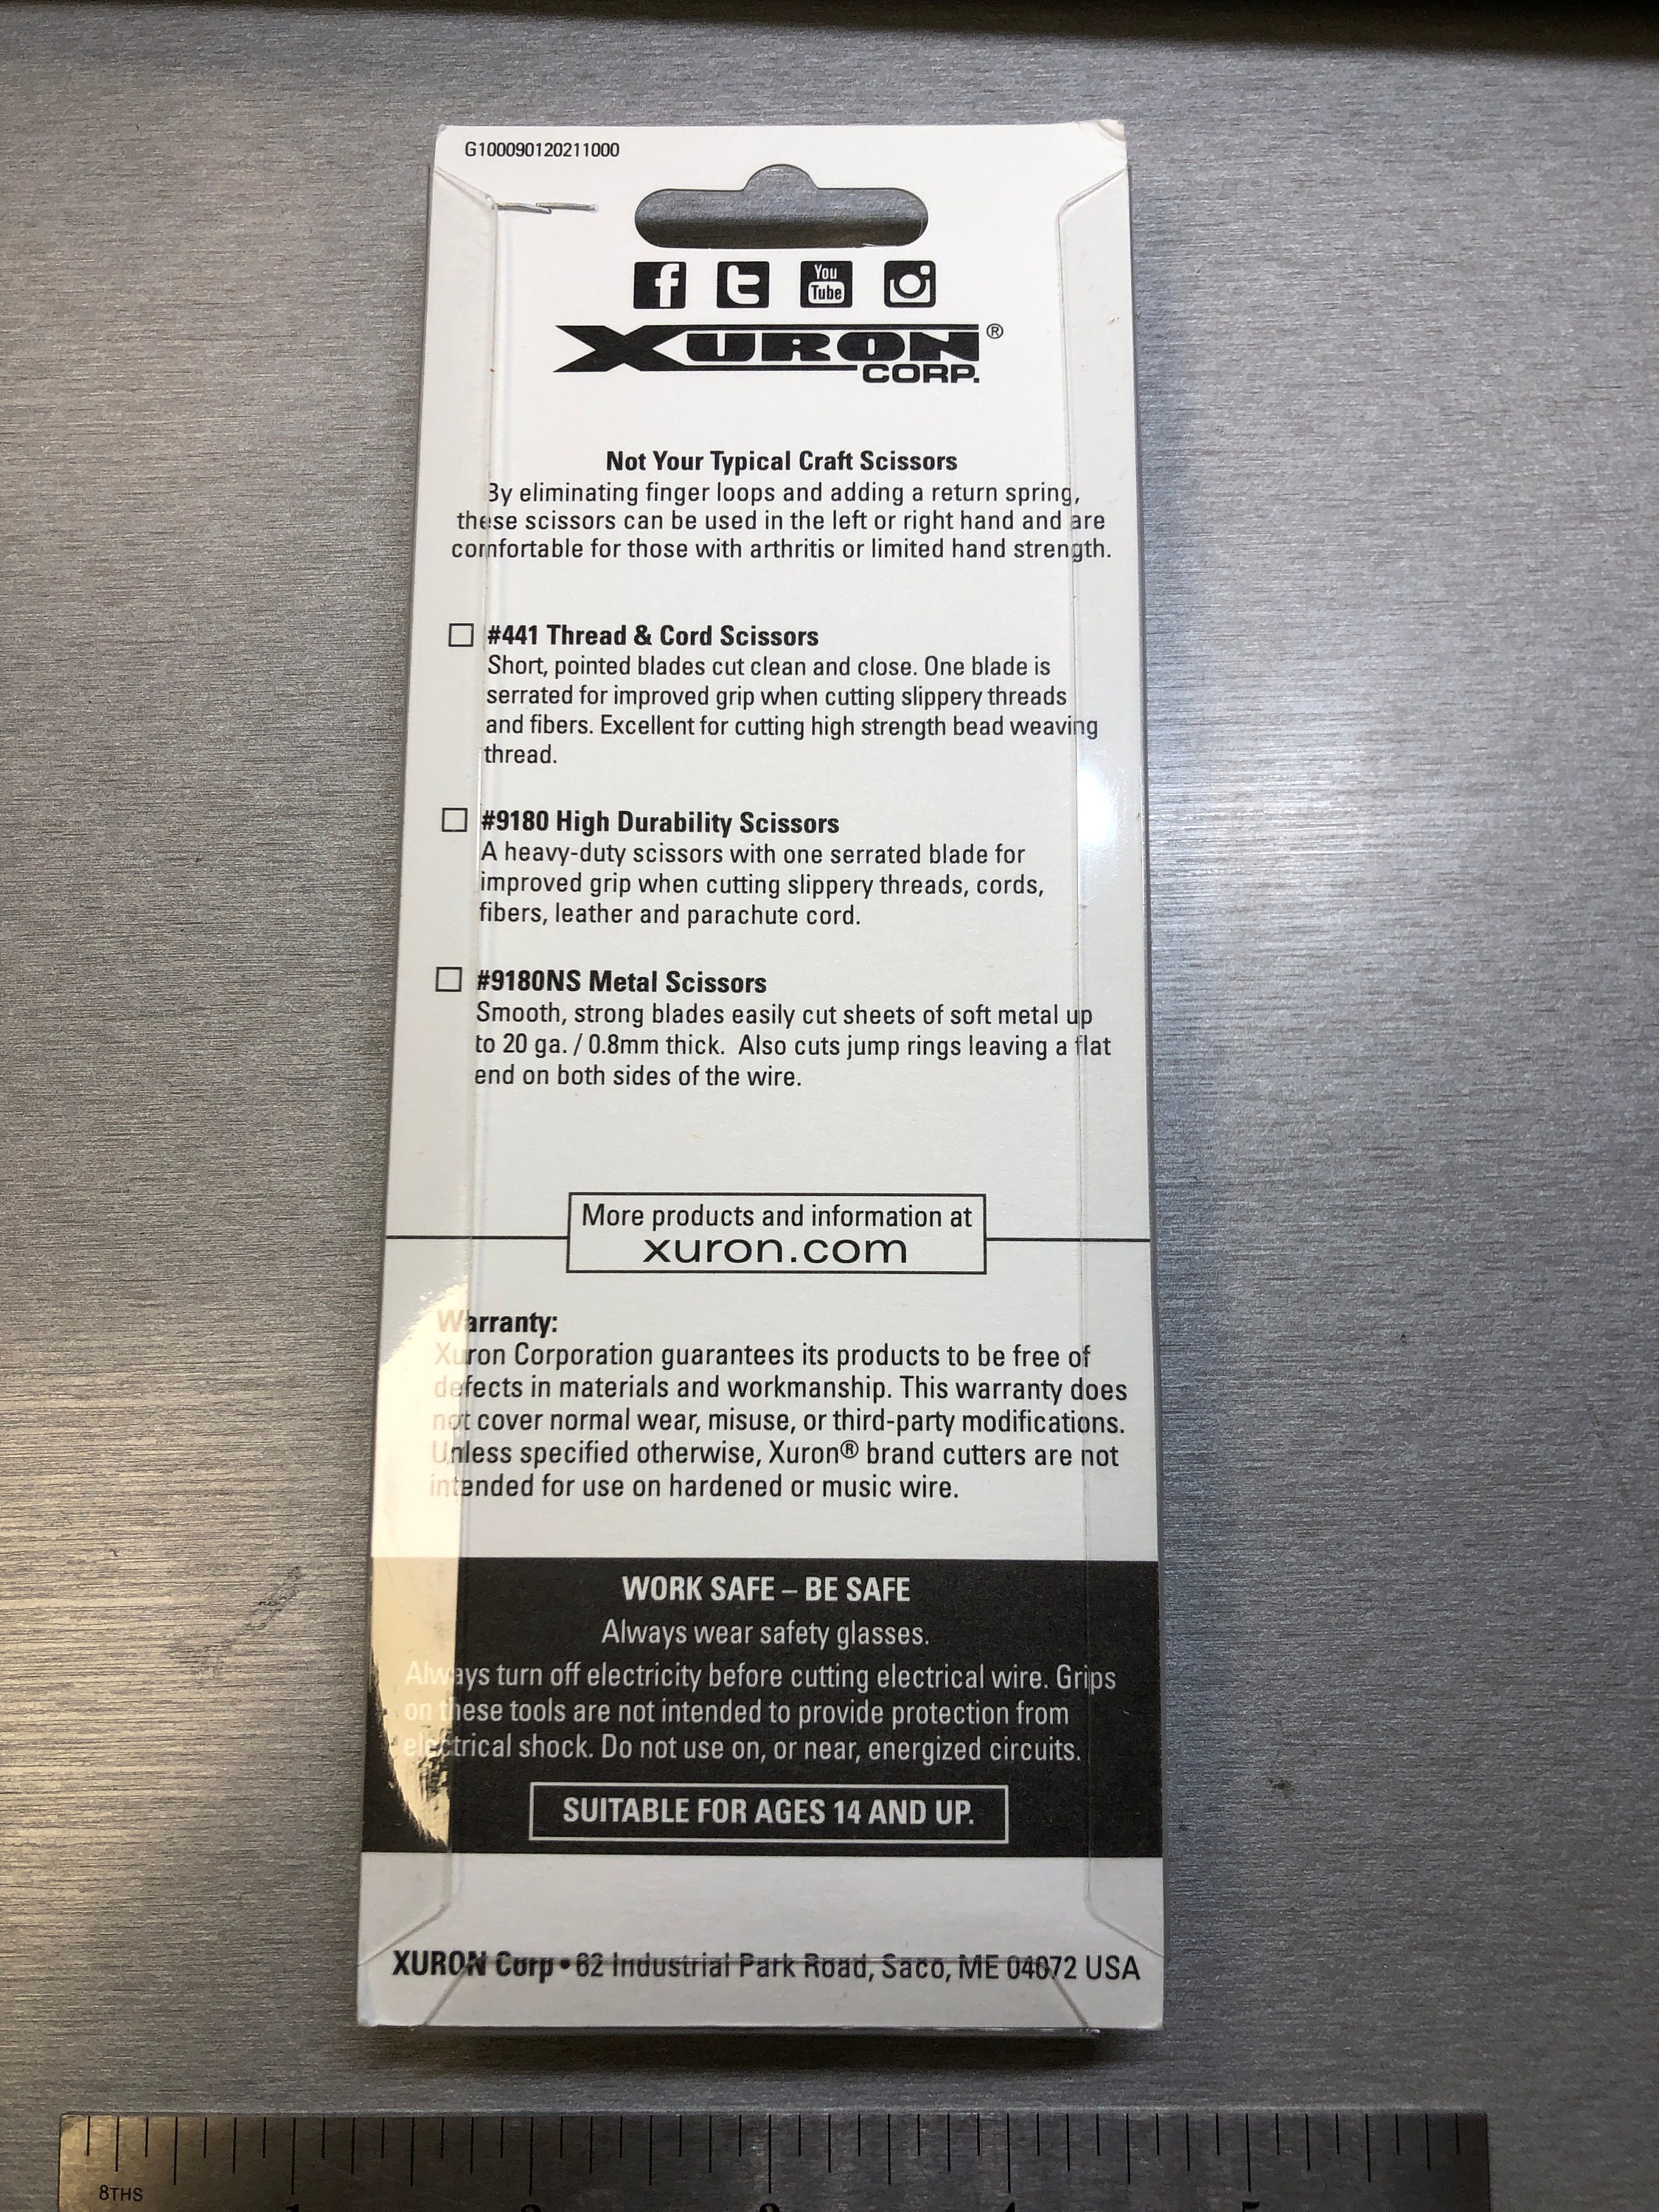 G100090120211000
f t You Tube
XURON®
CORP.
Not Your Typical Craft Scissors
By eliminating finger loops and adding a return spring,
these scissors can be used in the left or right hand and are
comfortable for those with arthritis or limited hand strength.
#441 Thread & Cord Scissors
Short, pointed blades cut clean and close. One blade is
serrated for improved grip when cutting slippery threads
and fibers. Excellent for cutting high strength bead weaving
thread.
#9180 High Durability Scissors
A heavy-duty scissors with one serrated blade for
improved grip when cutting slippery threads, cords,
fibers, leather and parachute cord.
#9180NS Metal Scissors
Smooth, strong blades easily cut sheets of soft metal up
to 20 ga. / 0.8mm thick. Also cuts jump rings leaving a flat
end on both sides of the wire.
More products and information at
xuron.com
Warranty:
Xuron Corporation guarantees its products to be free of
defects in materials and workmanship. This warranty does
not cover normal wear, misuse, or third-party modifications.
Unless specified otherwise, Xuron® brand cutters are not
intended for use on hardened or music wire.
WORK SAFE – BE SAFE
Always wear safety glasses.
Always turn off electricity before cutting electrical wire. Grips
on these tools are not intended to provide protection from
electrical shock. Do not use on, or near, energized circuits.
SUITABLE FOR AGES 14 AND UP.
XURON Corp • 62 Industrial Park Road, Saco, ME 04072 USA
8THS
1 2 3 4 5